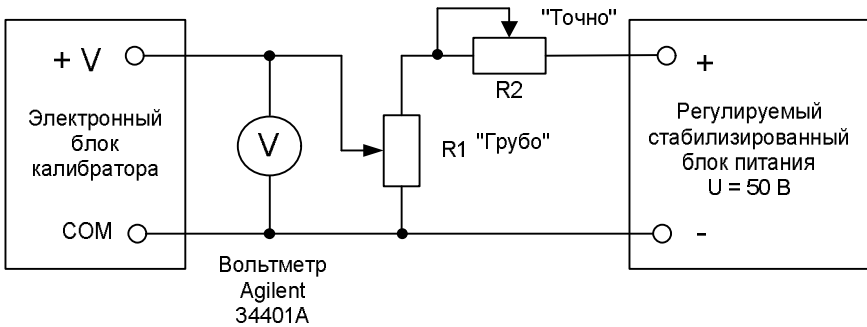 "Точно"
+ V
+
R2
Электронный
блок
калибратора
V
R1 "Грубо"
Регулируемый
стабилизированный
блок питания
U = 50 В
COM
-
Вольтметр
Agilent
34401A